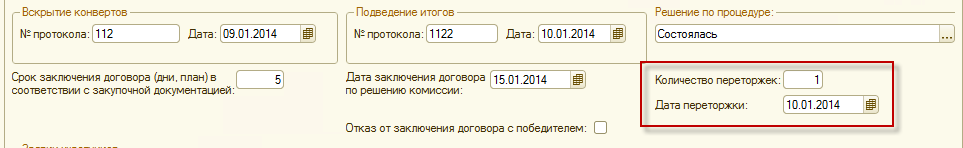 Вскрытие конвертов
№ протокола: 112 Дата: 09.01.2014
Подведение итогов
№ протокола: 1122 Дата: 10.01.2014
Решение по процедуре:
Состоялась ...
Срок заключения договора (дни, план) в
соответствии с закупочной документацией: 5
Дата заключения договора
по решению комиссии: 15.01.2014
Количество переторжек: 1
Дата переторжки: 10.01.2014
Отказ от заключения договора с победителем: